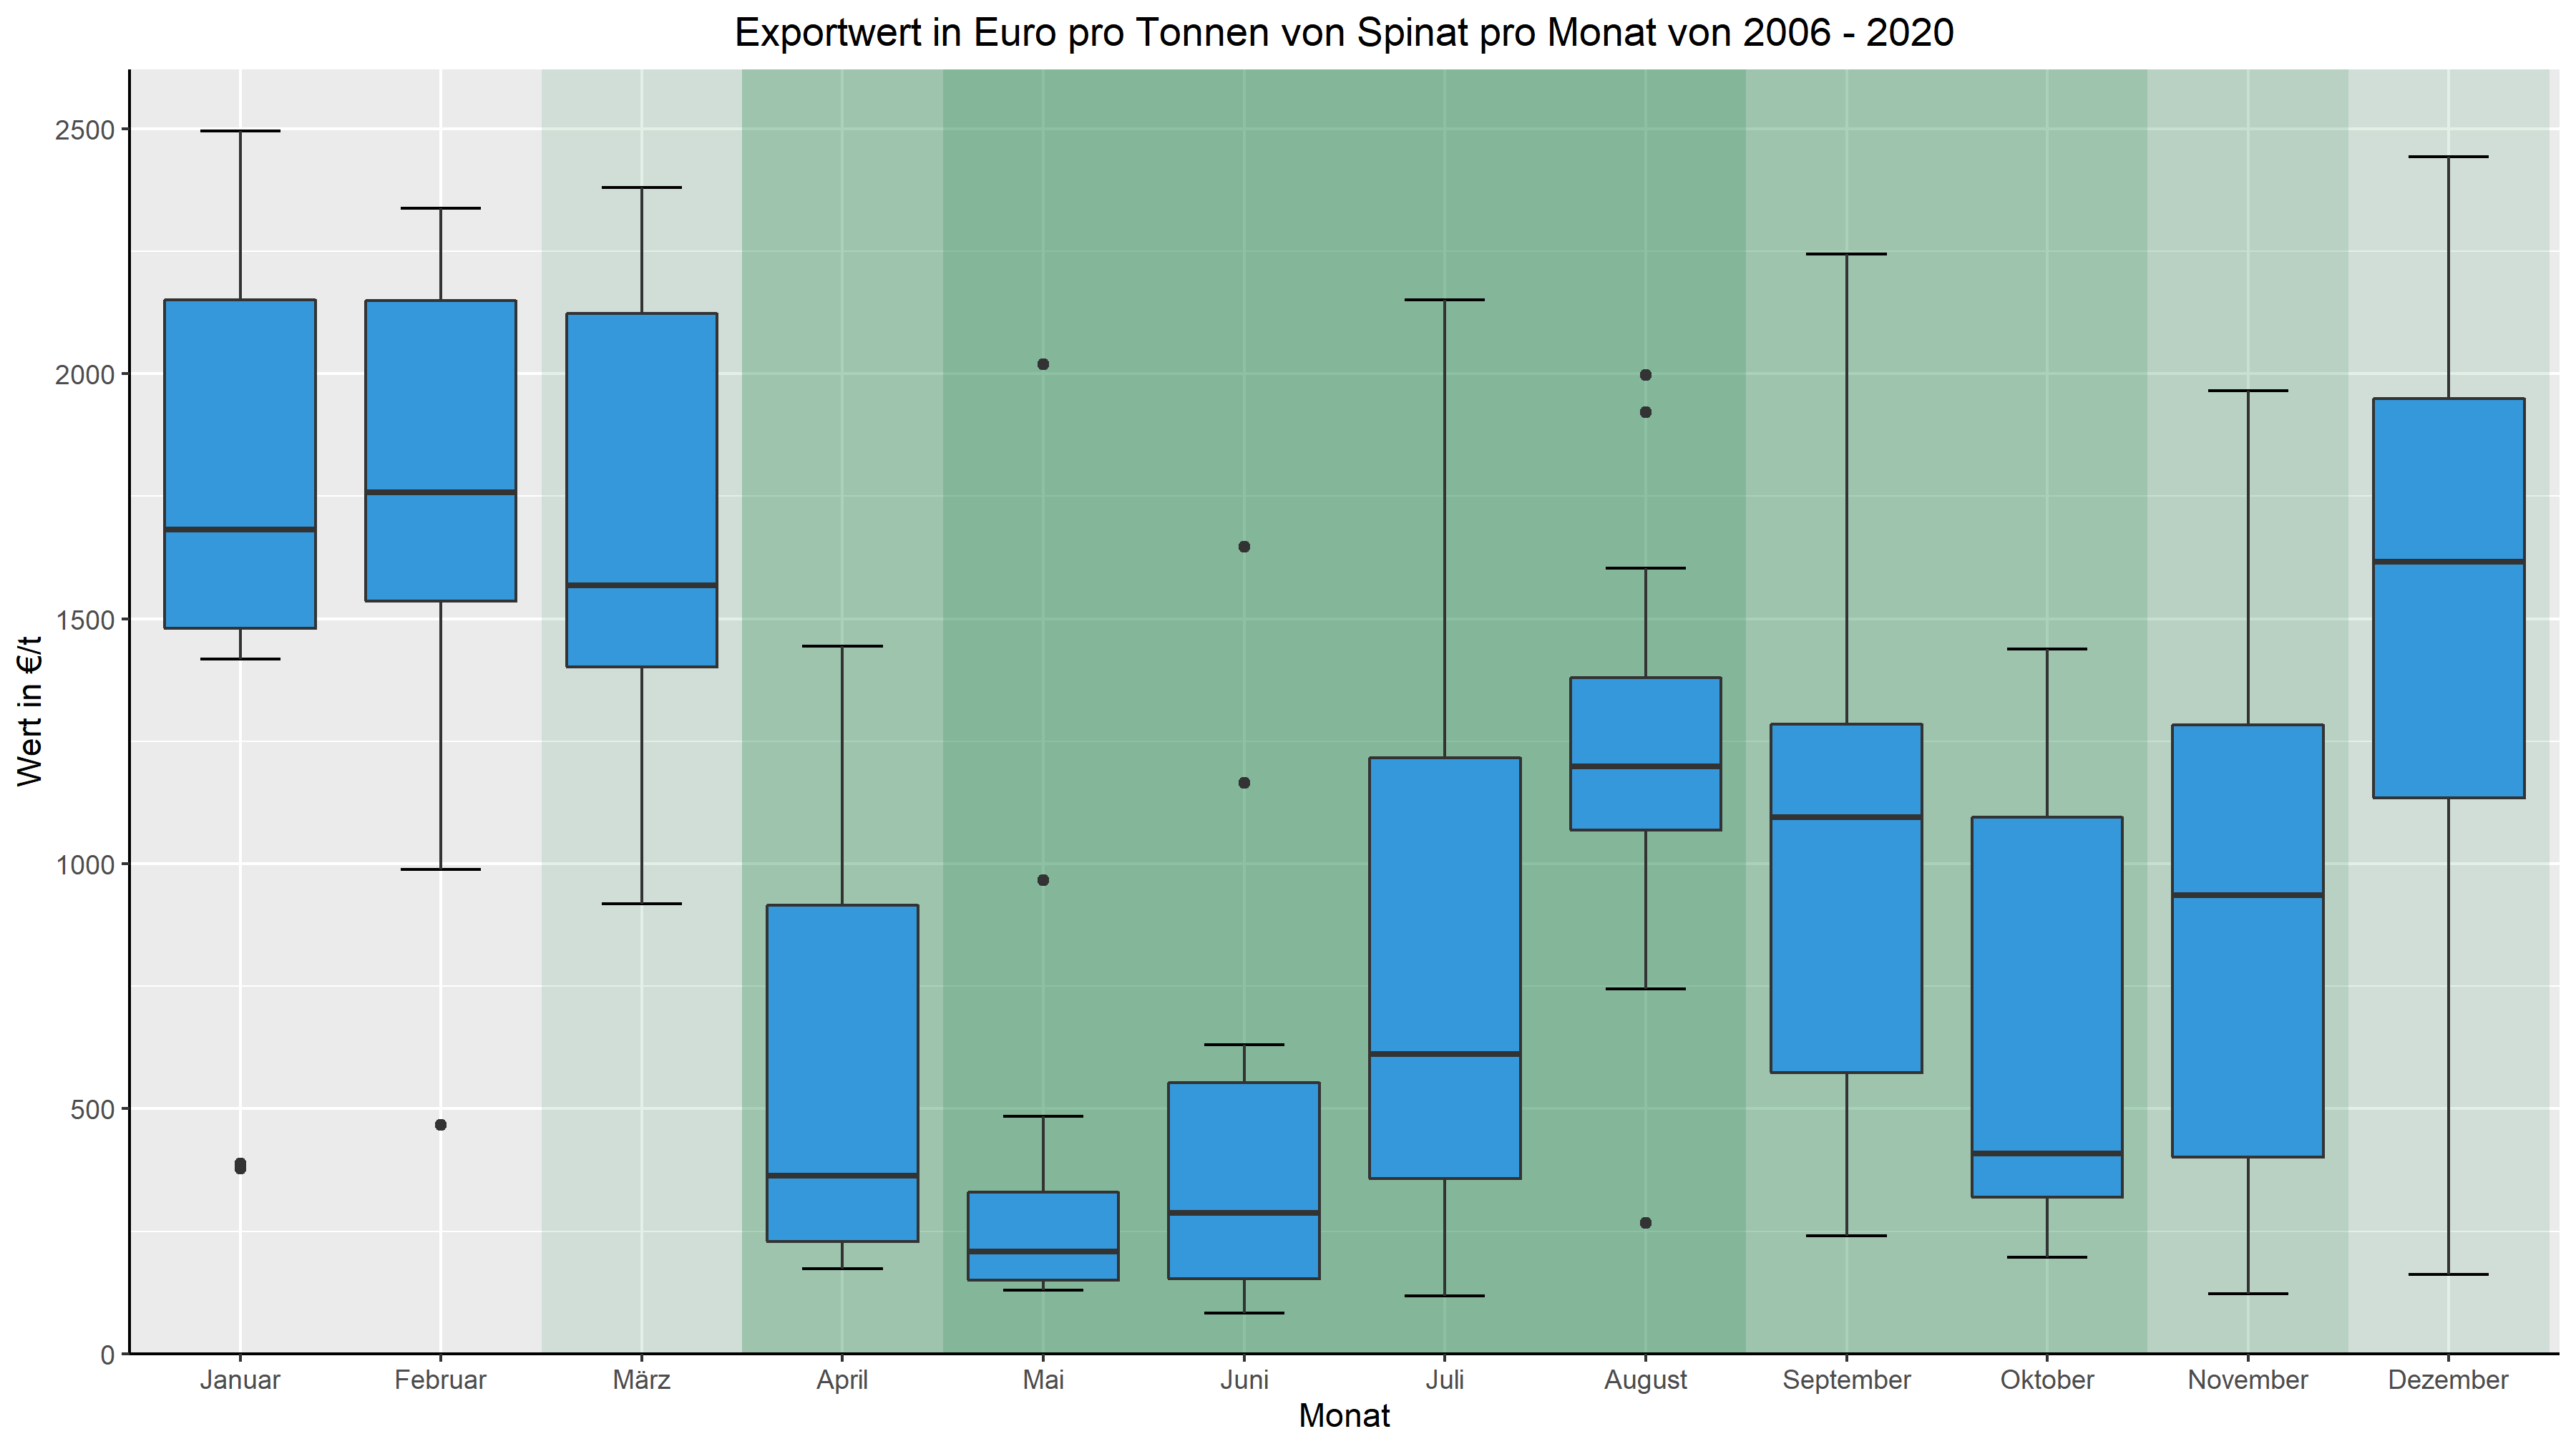 Exportwert in Euro pro Tonnen von Spinat pro Monat von 2006 - 2020
Wert in €/t
2500
2000
1500
1000
500
0
Januar Februar März April Mai Juni Juli August September Oktober November Dezember
Monat